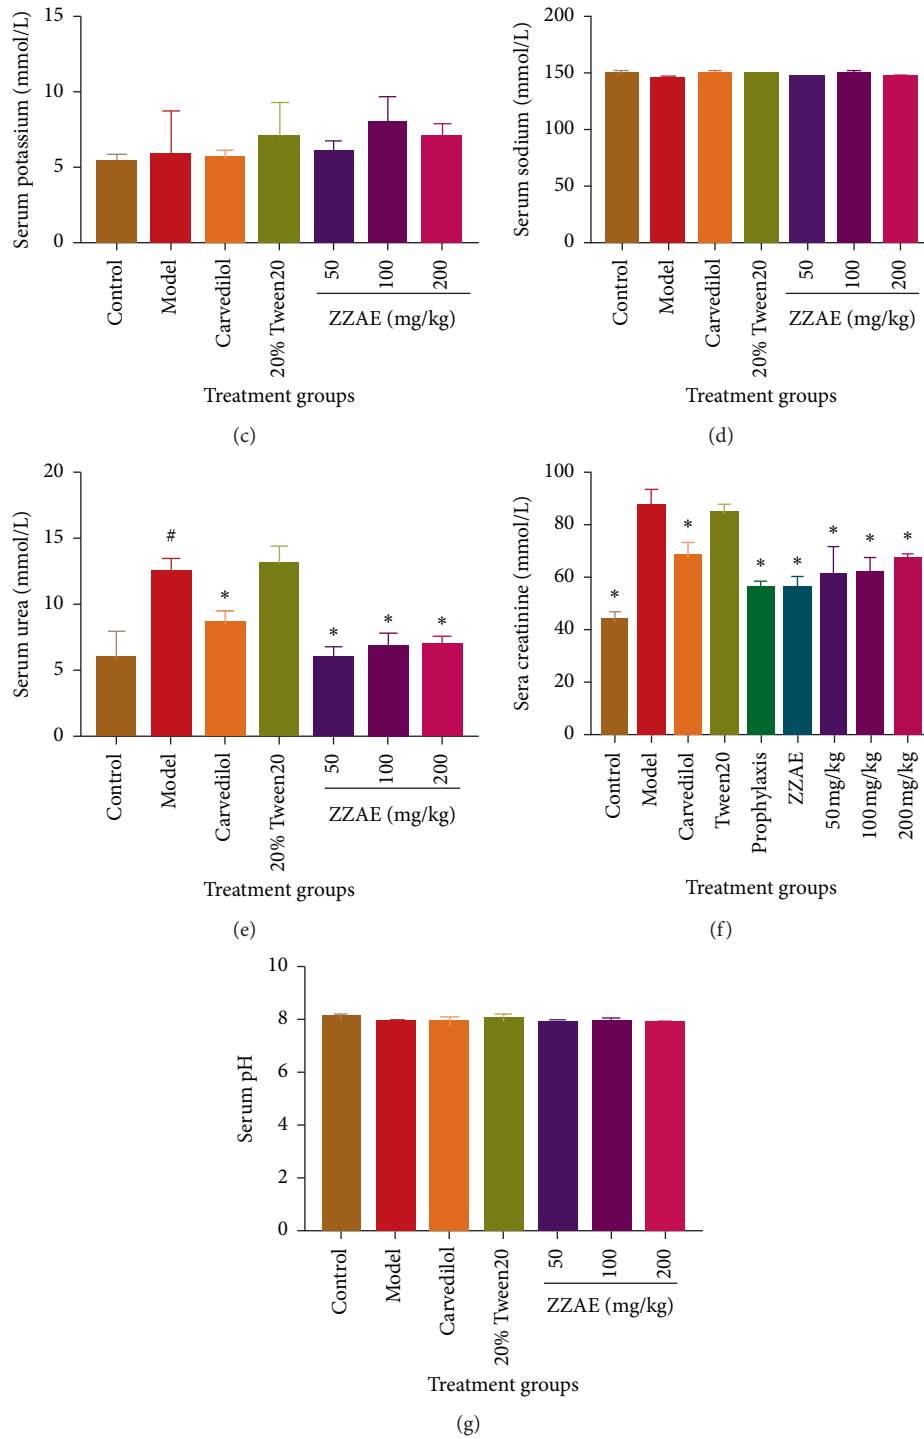 15
10
5
0
Serum potassium (mmol/L)
Control
Model
Carvedilol
20% Tween20
50
100
200
ZZAE (mg/kg)
Treatment groups
(c)
200
150
100
50
0
Serum sodium (mmol/L)
Control
Model
Carvedilol
20% Tween20
50
100
200
ZZAE (mg/kg)
Treatment groups
(d)
20
15
10
5
0
Serum urea (mmol/L)
#
*
*
*
*
Control
Model
Carvedilol
20% Tween20
50
100
200
ZZAE (mg/kg)
Treatment groups
(e)
100
80
60
40
20
0
Sera creatinine (mmol/L)
*
*
*
*
*
*
*
Control
Model
Carvedilol
Tween20
Prophylaxis
ZZAE
50 mg/kg
100 mg/kg
200 mg/kg
Treatment groups
(f)
10
8
6
4
2
0
Serum pH
Control
Model
Carvedilol
20% Tween20
50
100
200
ZZAE (mg/kg)
Treatment groups
(g)